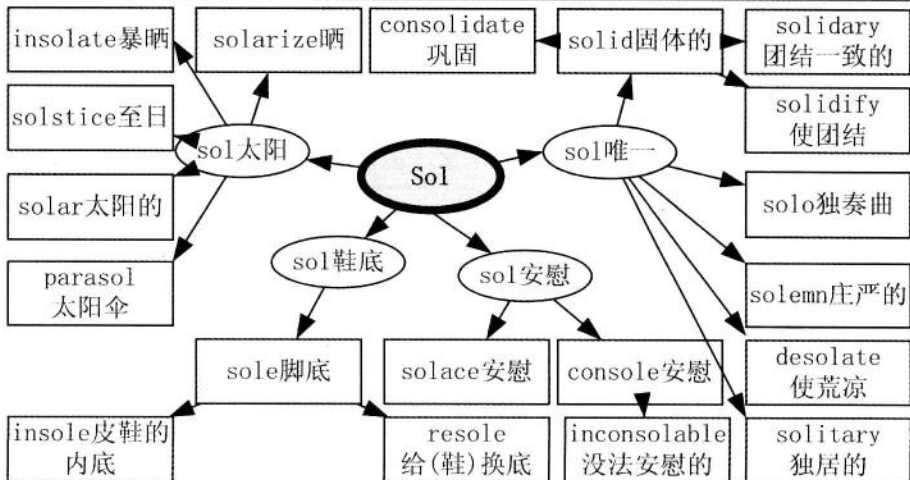 insolate暴晒
solarize晒
consolidate
巩固
solid固体的
solidary
团结一致的
solstice至日
solidify
使团结
sol太阳
Sol
sol唯一
solar太阳的
solo独奏曲
sol鞋底
sol安慰
parasol
太阳伞
solemn庄严的
sole脚底
solace安慰
console安慰
desolate
使荒凉
insole皮鞋的
内底
resole
给(鞋)换底
inconsolable
没法安慰的
solitary
独居的